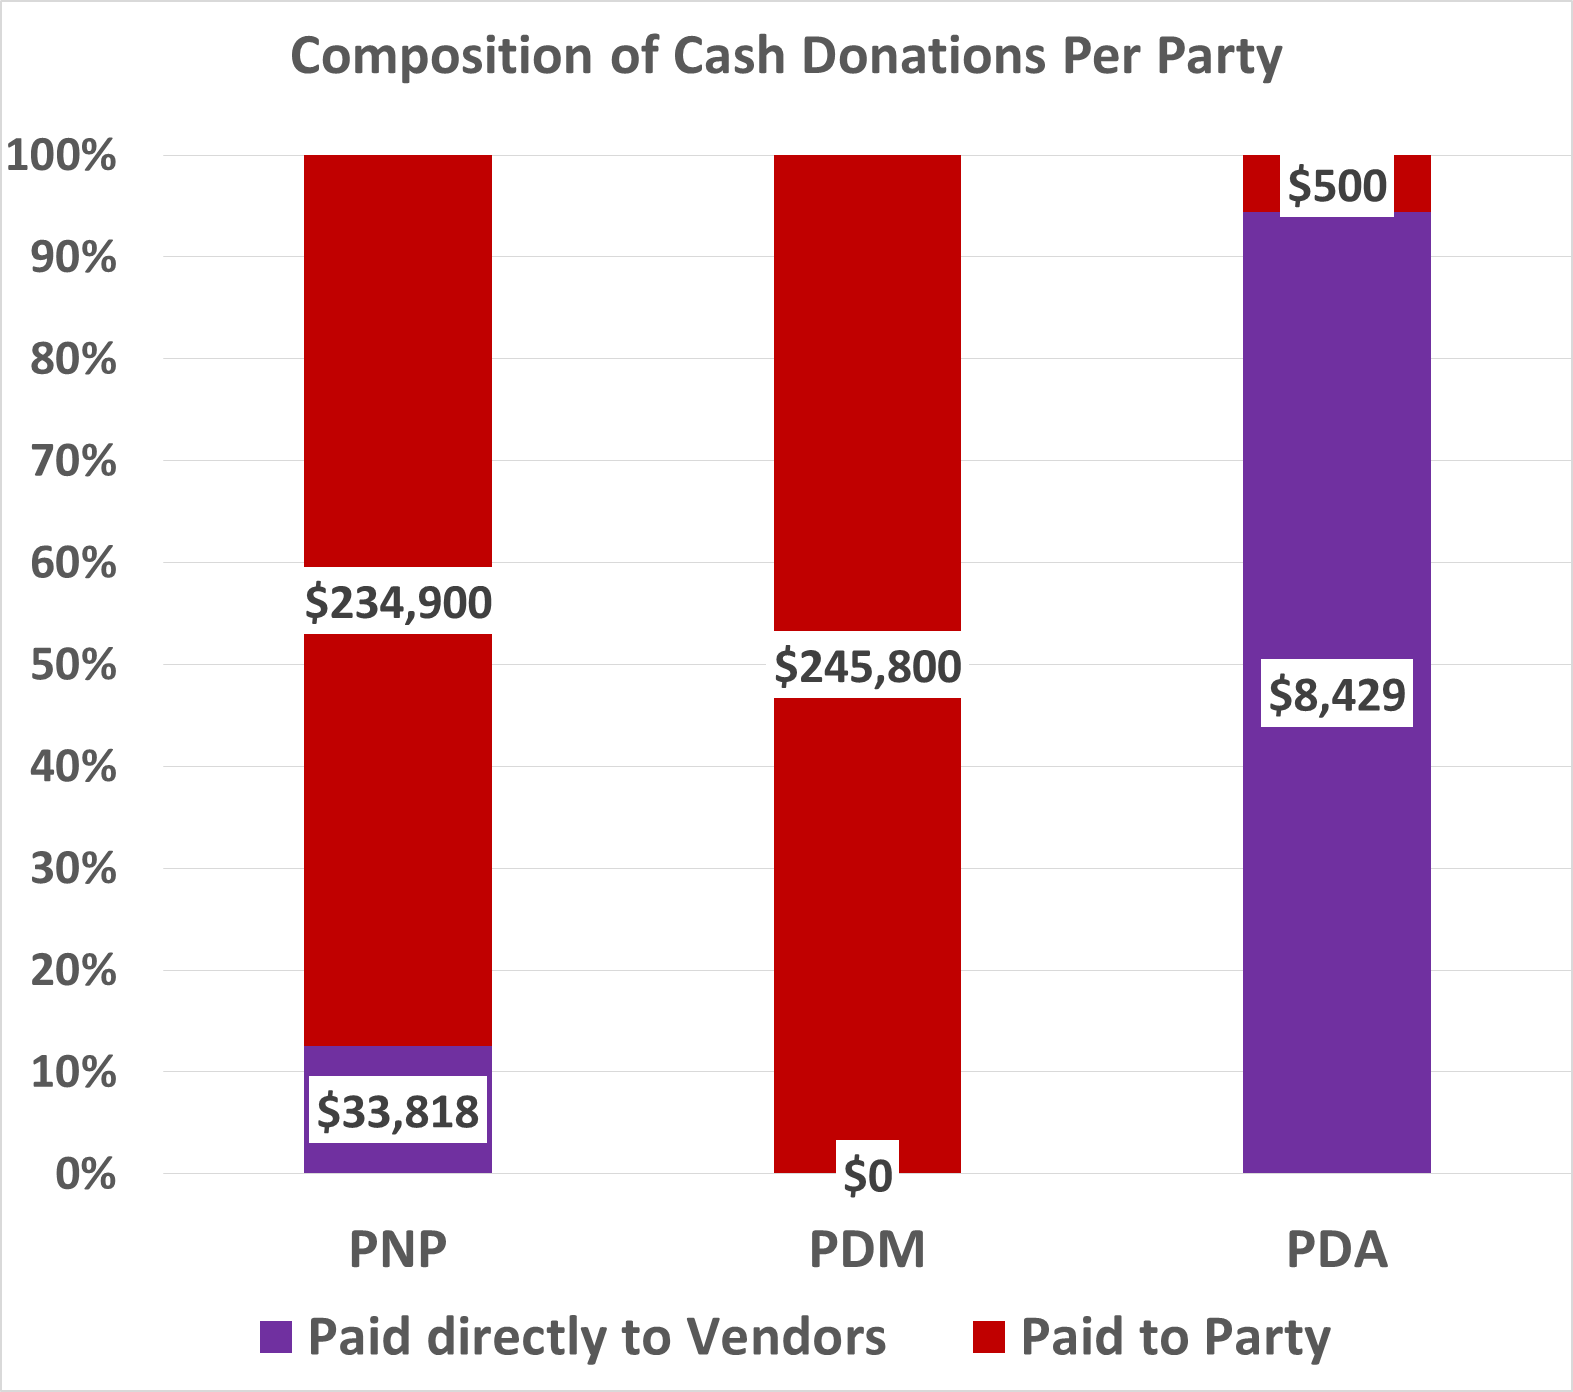 Composition of Cash Donations Per Party
100%
90%
80%
70%
60%
50%
40%
30%
20%
10%
0%
$234,900
$33,818
$245,800
$0
$500
$8,429
PNP
PDM
PDA
Paid directly to Vendors
Paid to Party